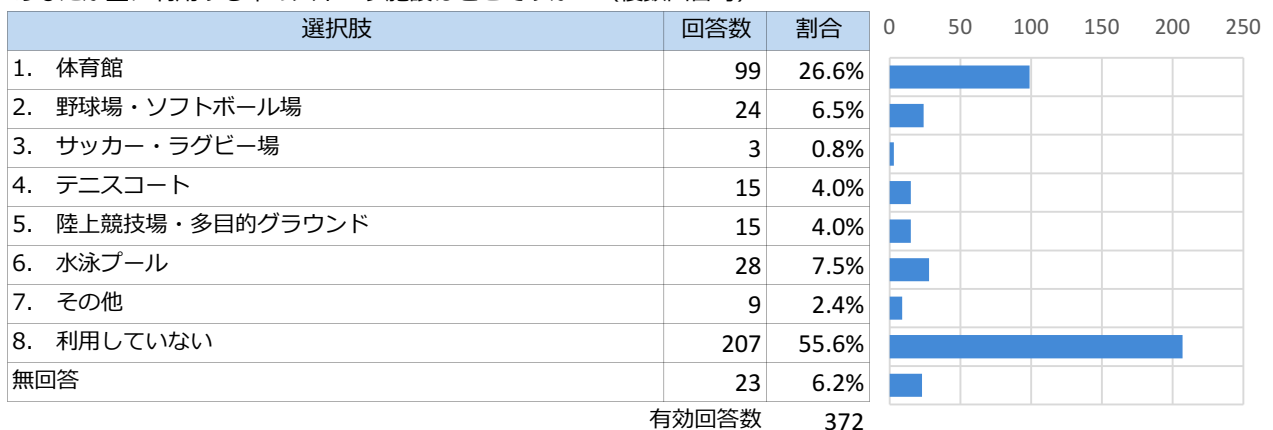 選択肢 回答数 割合 0 50 100 150 200 250
1. 体育館 99 26.6%
2. 野球場・ソフトボール場 24 6.5%
3. サッカー・ラグビー場 3 0.8%
4. テニスコート 15 4.0%
5. 陸上競技場・多目的グラウンド 15 4.0%
6. 水泳プール 28 7.5%
7. その他 9 2.4%
8. 利用していない 207 55.6%
無回答 23 6.2%
有効回答数 372